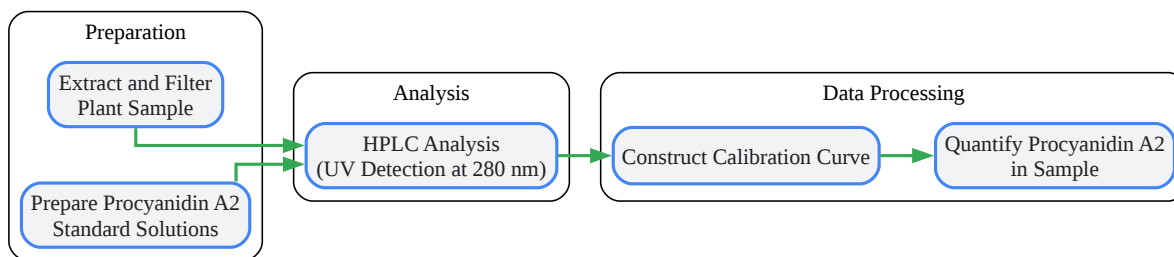 Preparation
Extract and Filter
Plant Sample
Prepare Procyanidin A2
Standard Solutions
Analysis
HPLC Analysis
(UV Detection at 280 nm)
Data Processing
Construct Calibration Curve
Quantify Procyanidin A2
in Sample